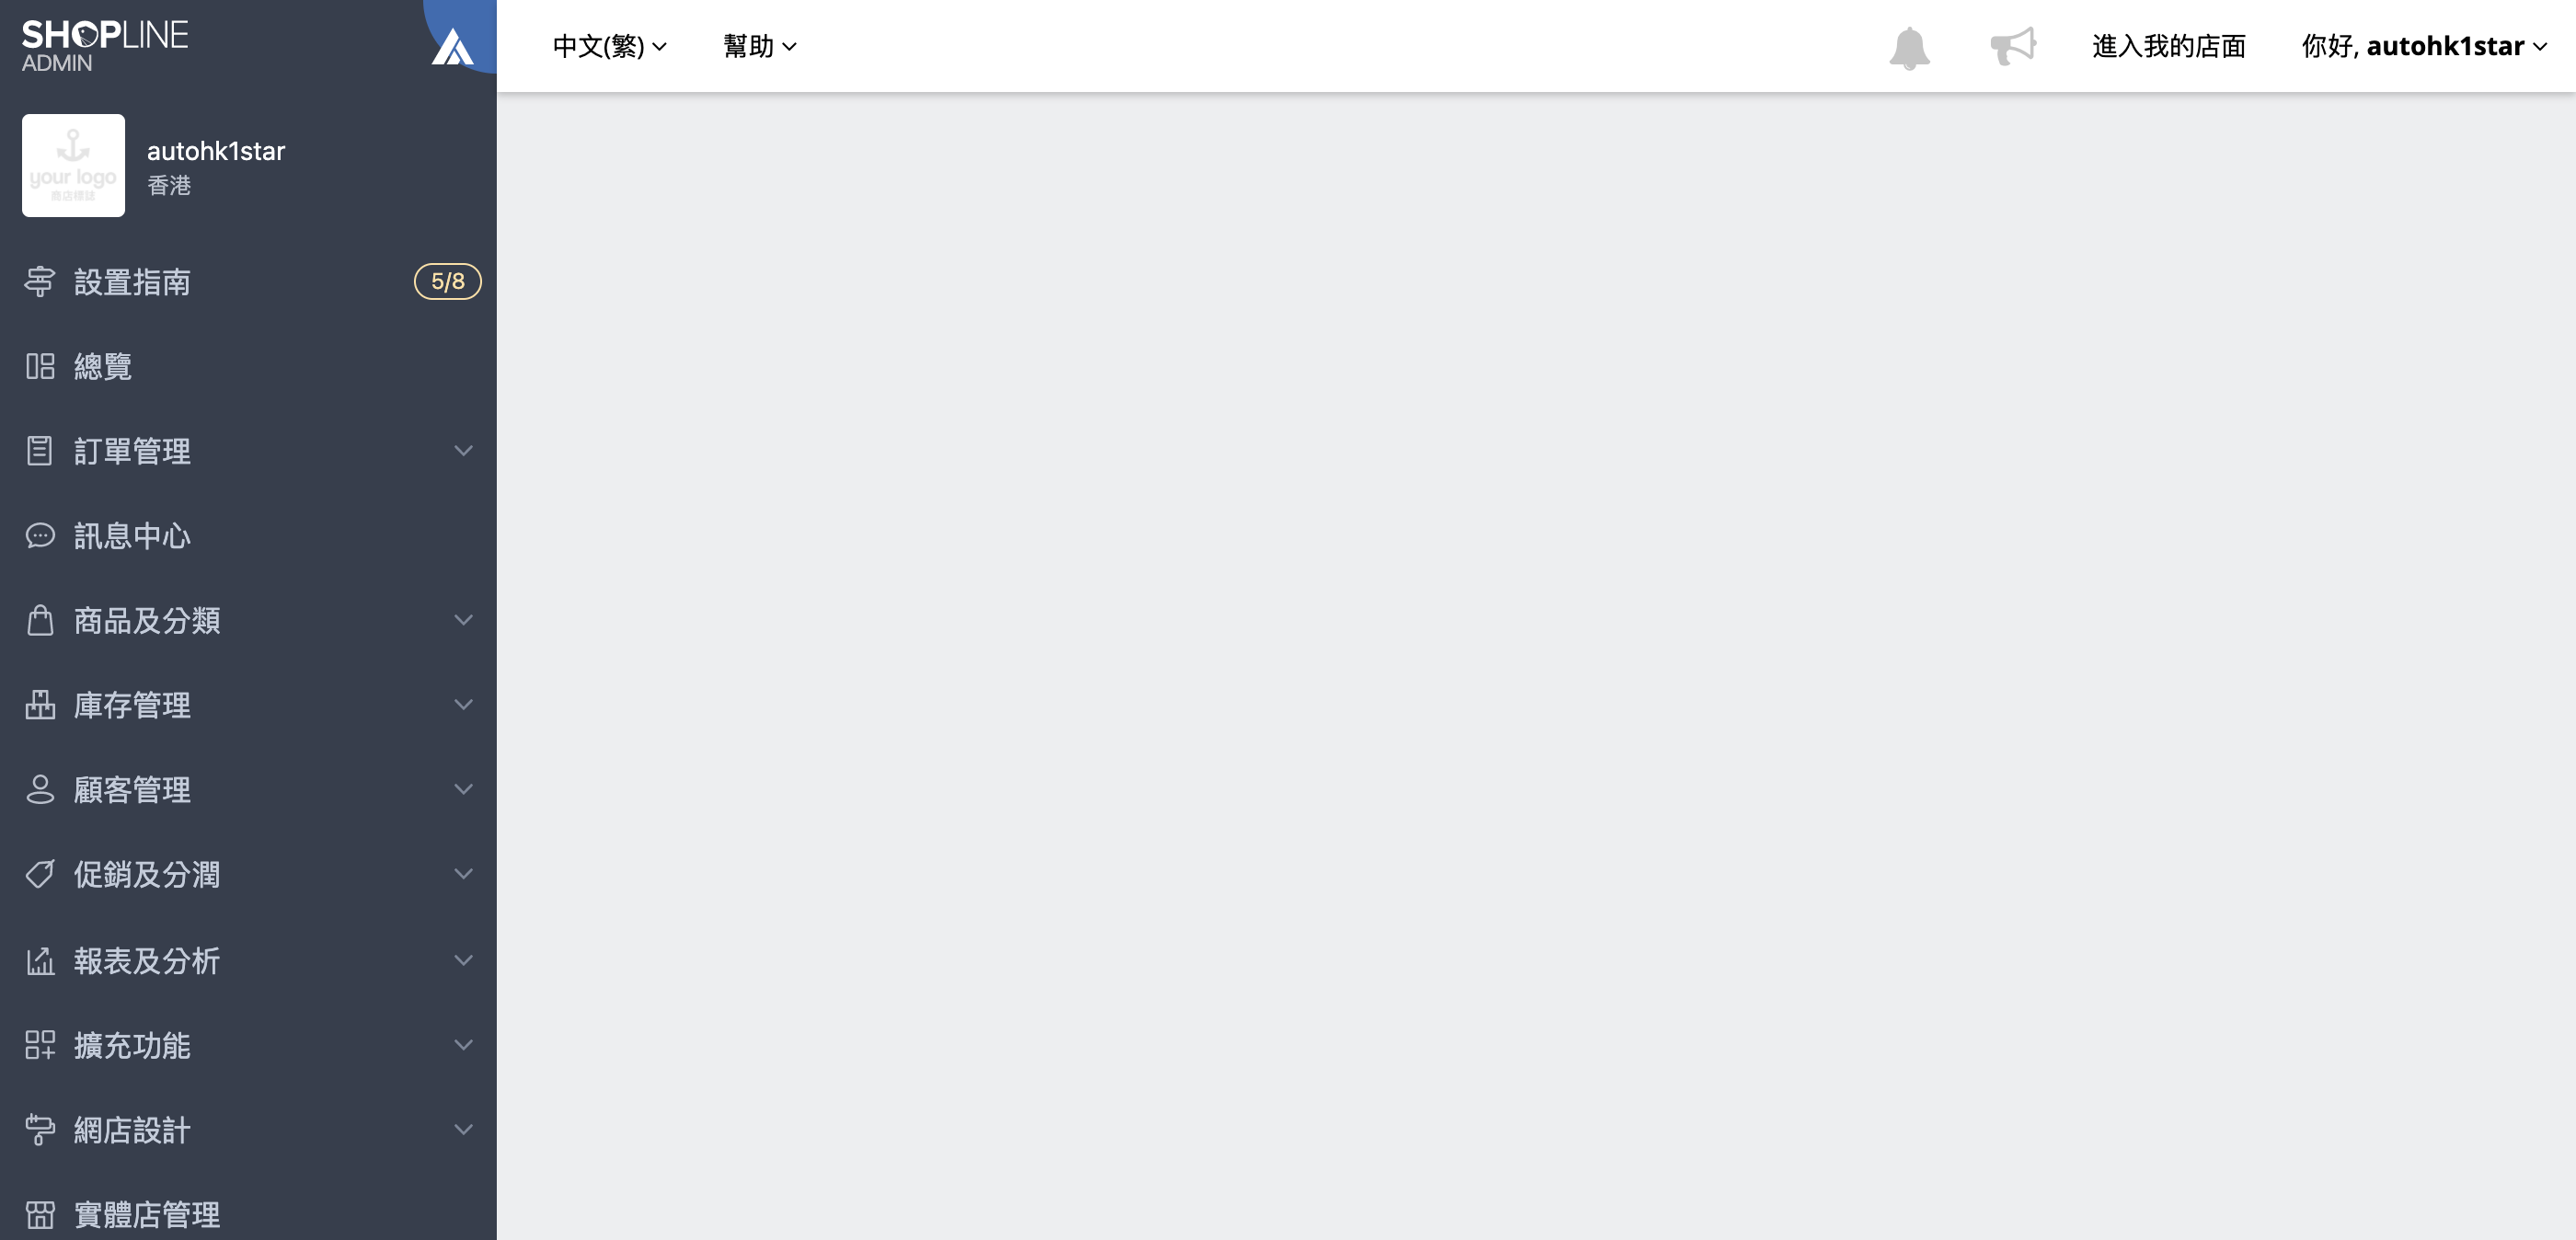 SHOPLINE
ADMIN
中文(繁)
幫助
進入我的店面
你好, autohk1star
your logo
商店標誌
autohk1star
香港
設置指南
5/8
總覽
訂單管理
訊息中心
商品及分類
庫存管理
顧客管理
促銷及分潤
報表及分析
擴充功能
網店設計
實體店管理